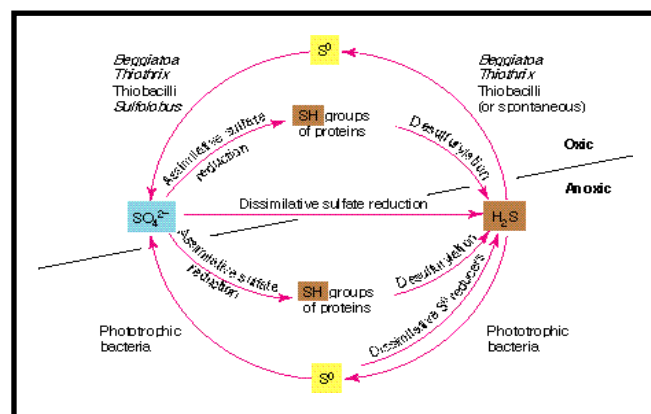 S⁰
Beggiatoa
Thiothrix
Thiobacilli
Sulfolobus
Beggiatoa
Thiothrix
Thiobacilli
(or spontaneous)
Assimilative sulfate
reduction
SH groups
of proteins
Desulfurylation
Oxic
Anoxic
Dissimilative sulfate reduction
SO₄²⁻
H₂S
Assimilative sulfate
reduction
SH groups
of proteins
Desulfurylation
Dissimilative S⁰ reducers
Phototrophic
bacteria
Phototrophic
bacteria
S⁰